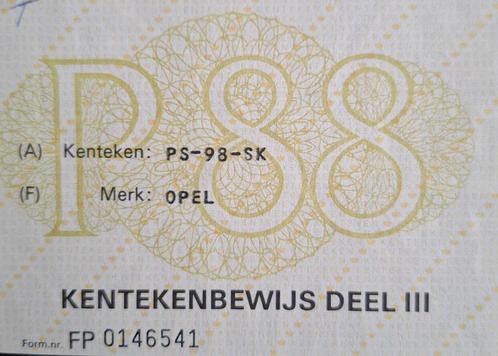 P88
(A) Kenteken: PS-98-SK
(F) Merk: OPEL
KENTEKENBEWIJS DEEL III
Form.nr. FP 0146541